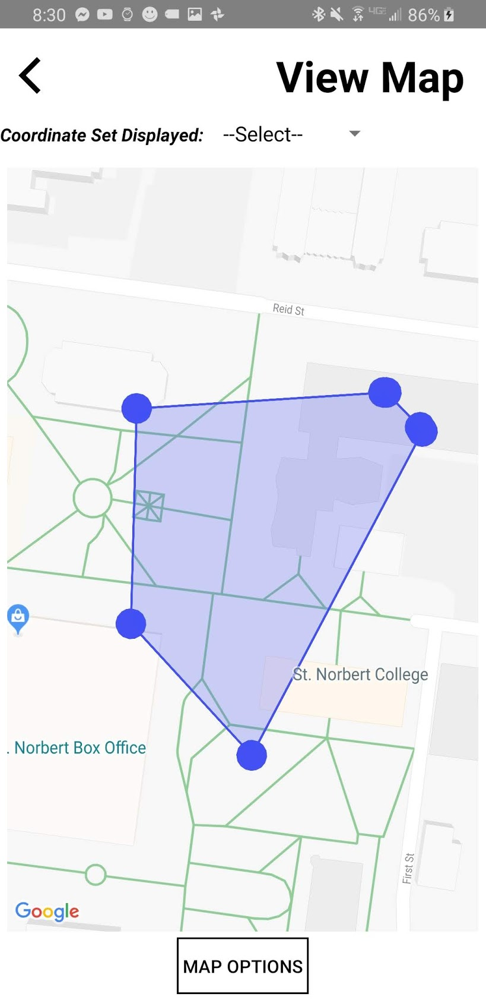 8:30 4GE 86%
View Map
Coordinate Set Displayed: --Select--
Reid St
St. Norbert College
. Norbert Box Office
First St
Google
MAP OPTIONS